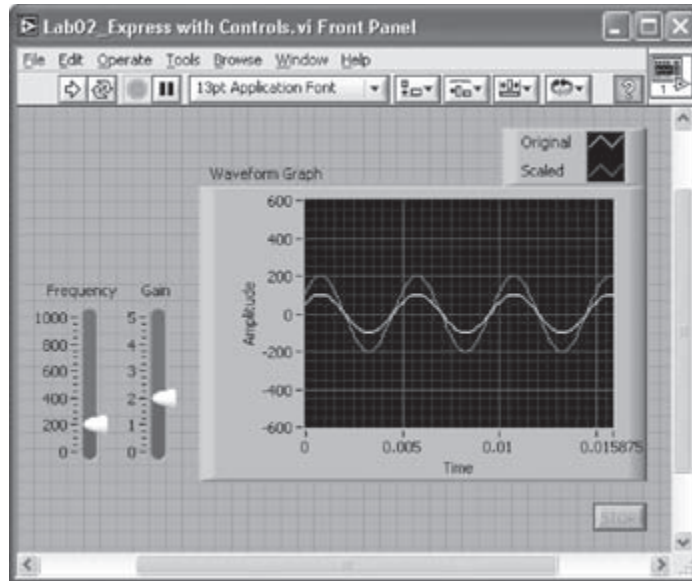 Lab02_Express with Controls.vi Front Panel
File Edit Operate Tools Browse Window Help
13pt Application Font
1
Original
Scaled
Waveform Graph
600
400
200
0
-200
-400
-600
Amplitude
0 0.005 0.01 0.015875
Time
Frequency
1000
800
600
400
200
0
Gain
5
4
3
2
1
0
STOP